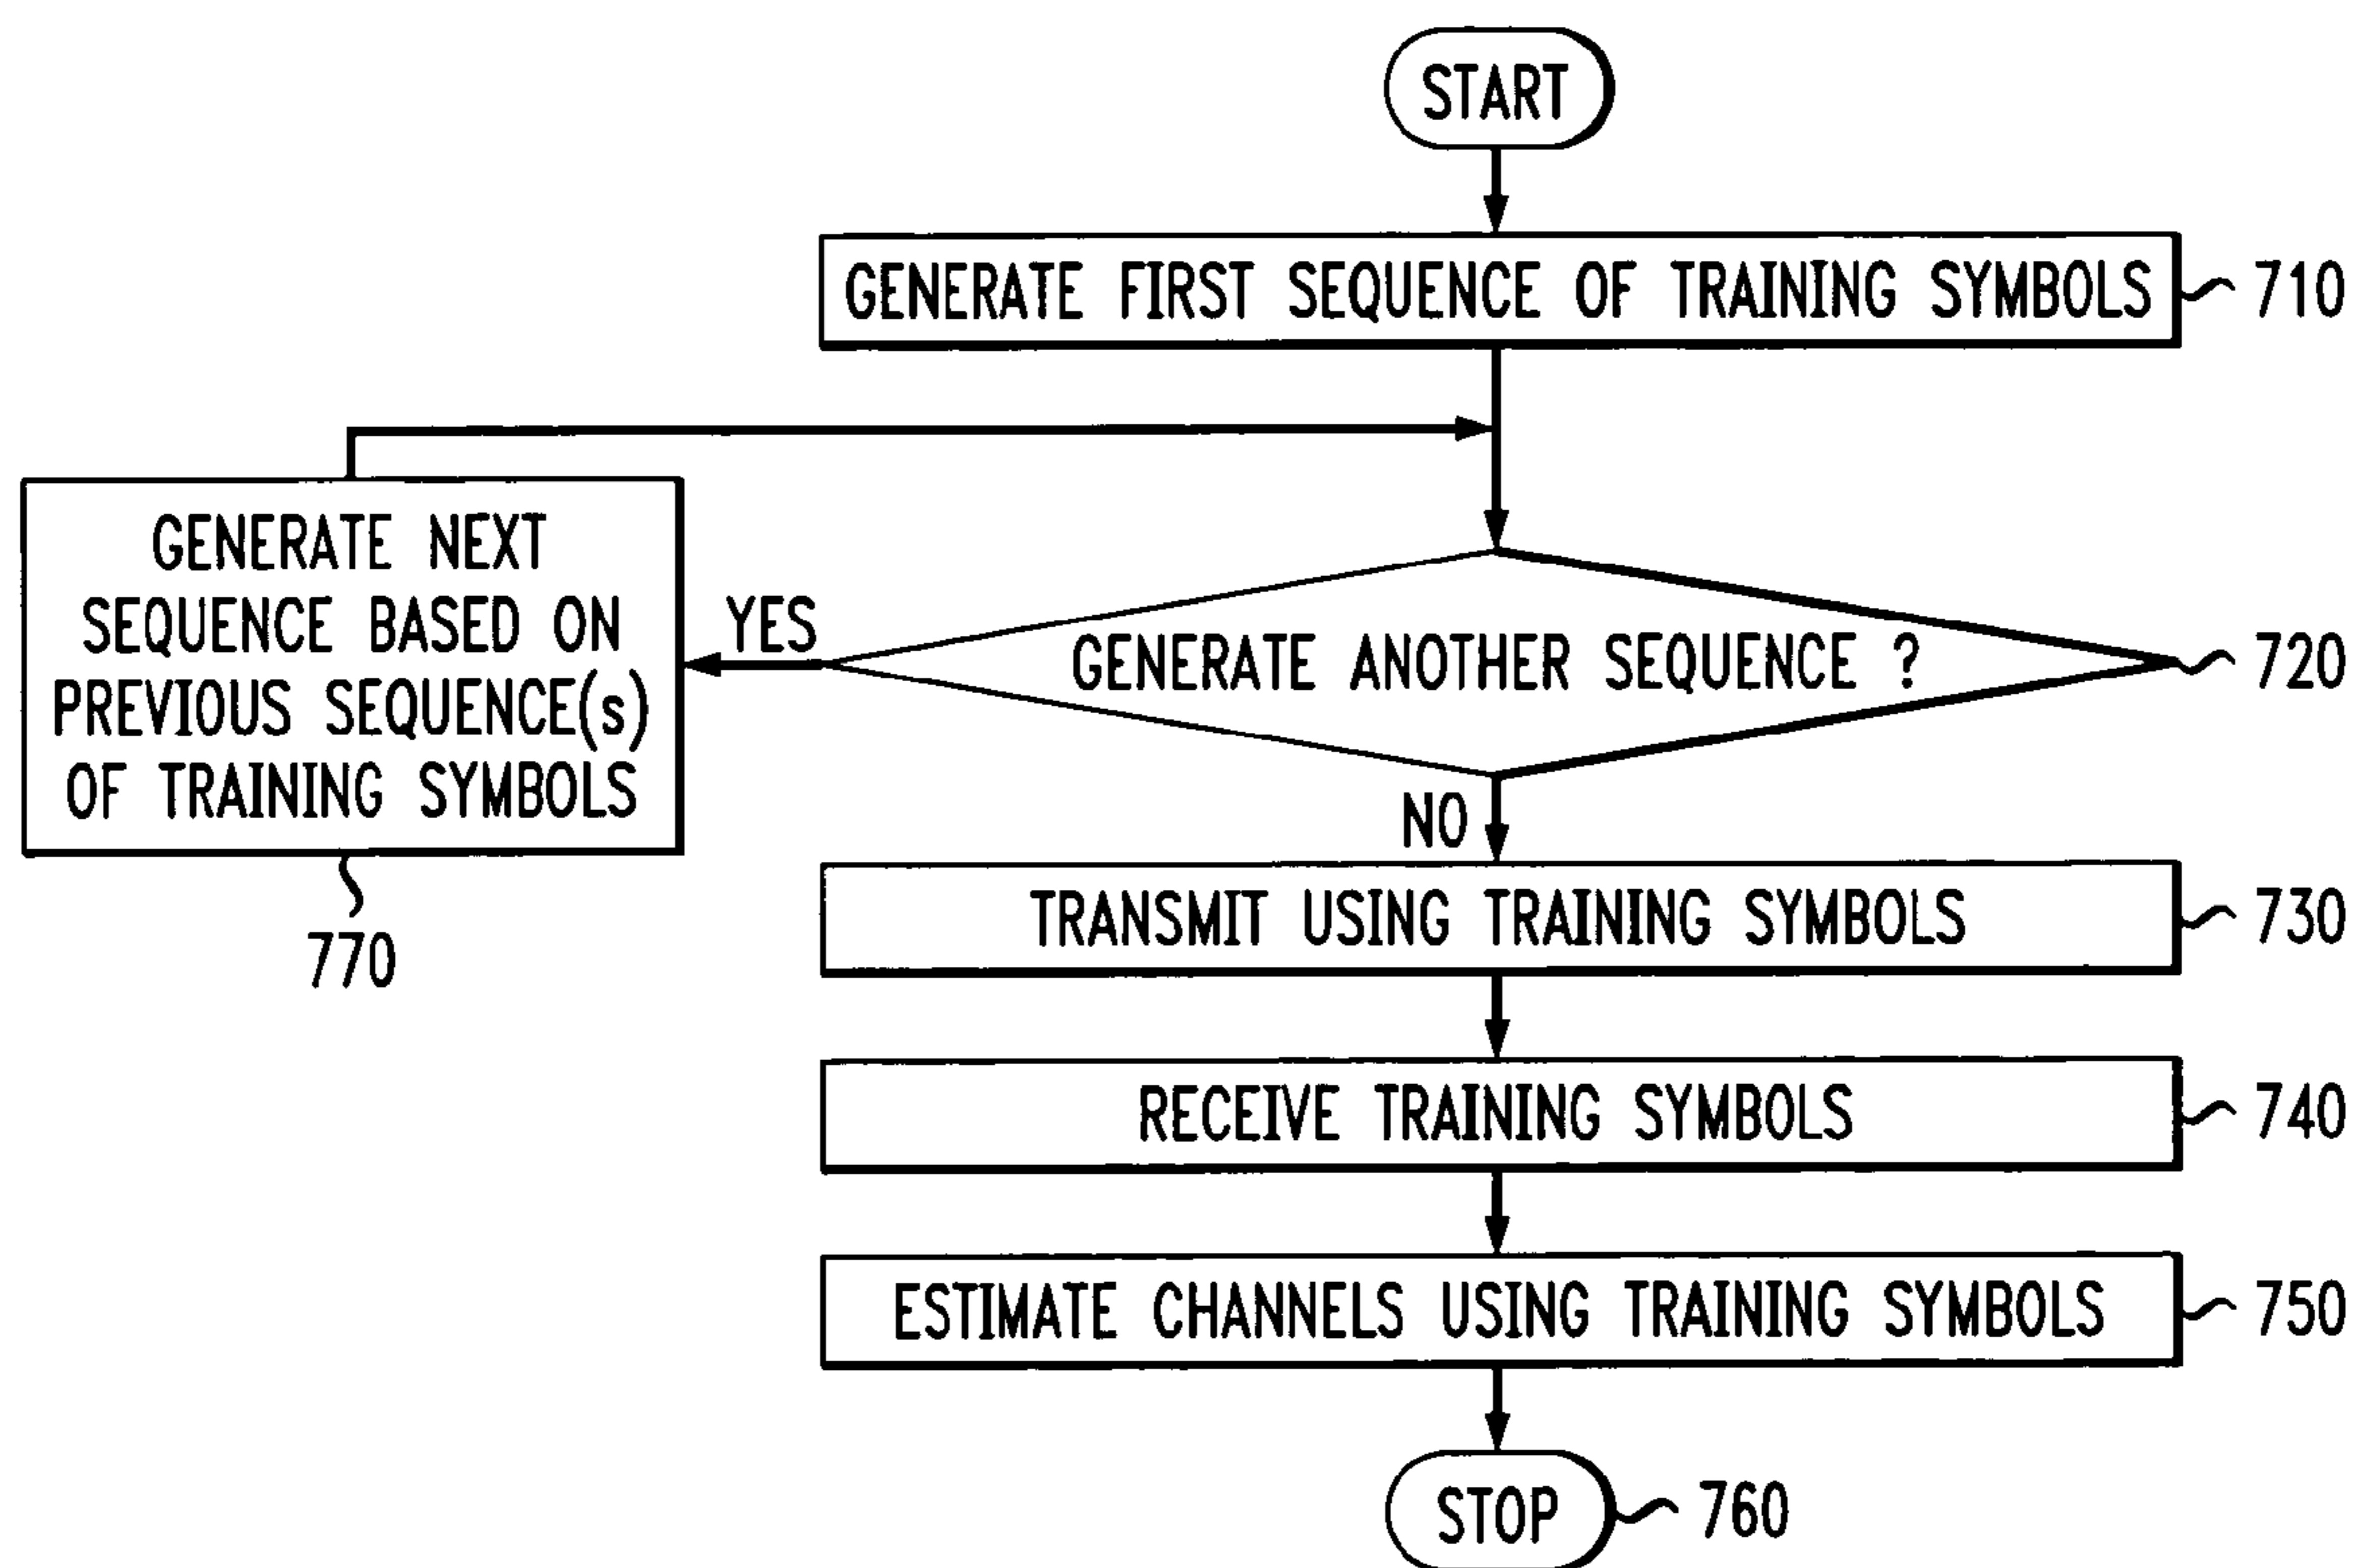 START
GENERATE FIRST SEQUENCE OF TRAINING SYMBOLS
710
GENERATE NEXT
SEQUENCE BASED ON
PREVIOUS SEQUENCE(s)
OF TRAINING SYMBOLS
770
YES
GENERATE ANOTHER SEQUENCE ?
720
NO
TRANSMIT USING TRAINING SYMBOLS
730
RECEIVE TRAINING SYMBOLS
740
ESTIMATE CHANNELS USING TRAINING SYMBOLS
750
STOP
760